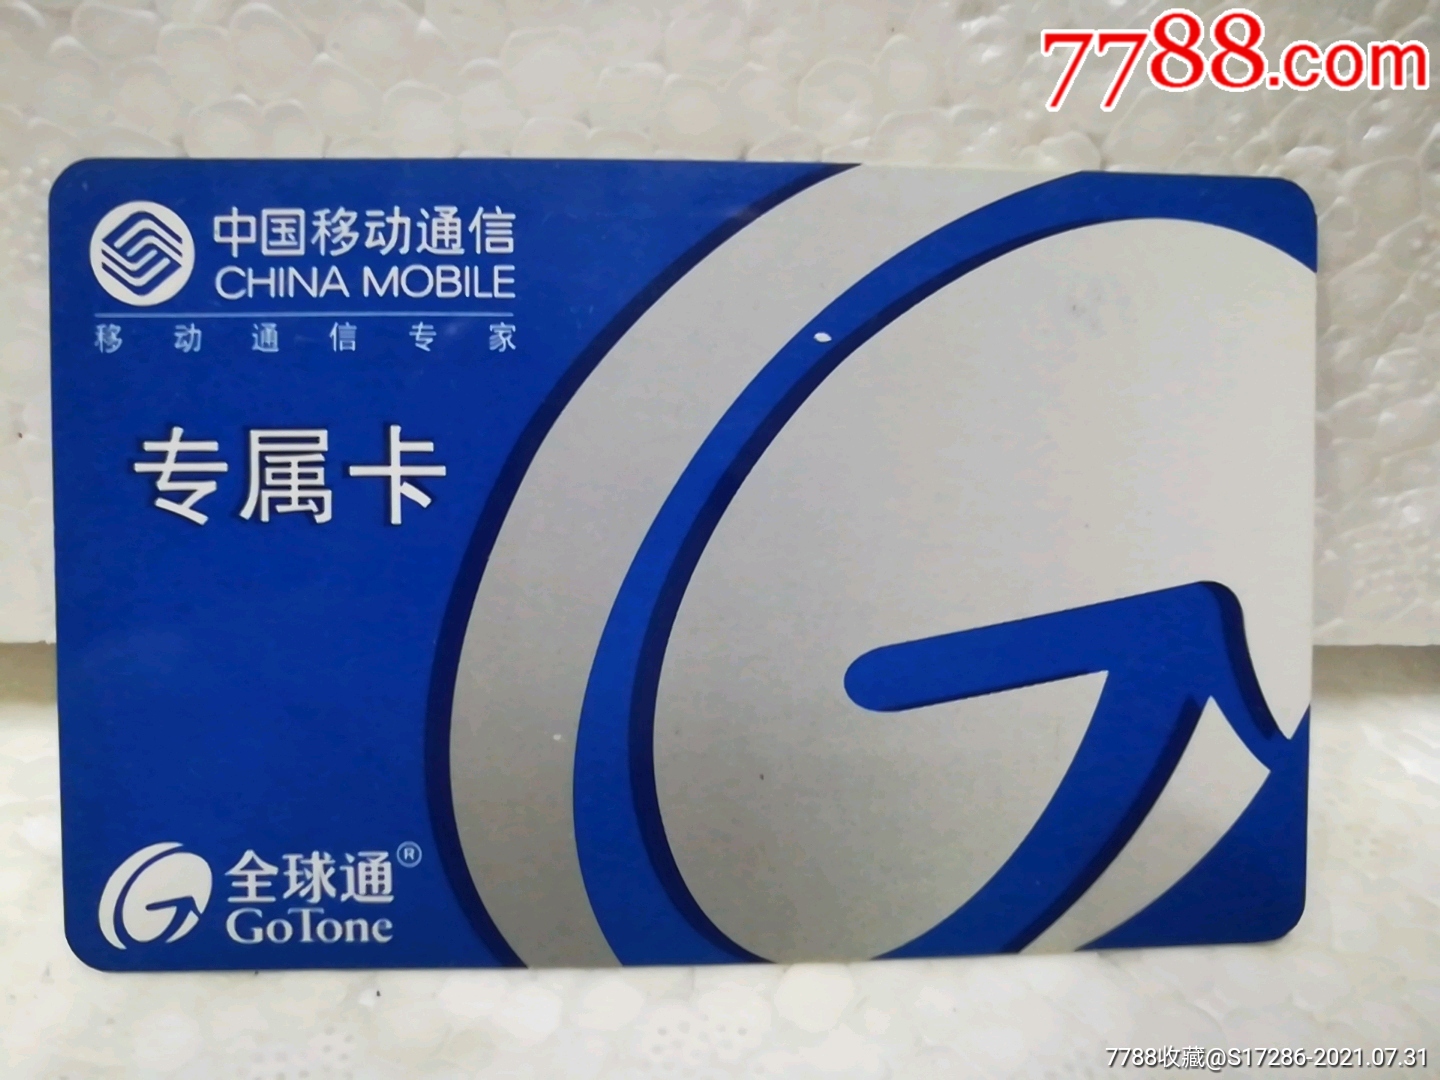 7788.com
中国移动通信
CHINA MOBILE
移动通信专家
专属卡
全球通®
GoTone
7788收藏@S17286-2021.07.31